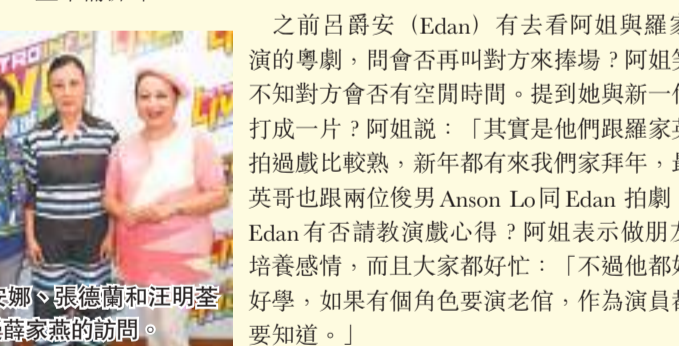 之前呂爵安（Edan）有去看阿姐與羅家
演的粵劇，問會否再叫對方來捧場？阿姐
不知對方會否有空閒時間。提到她與新一
打成一片？阿姐說：「其實是他們跟羅家英
拍過戲比較熟，新年都有來我們家拜年，
英哥也跟兩位俊男Anson Lo同Edan 拍劇
Edan有否請教演戲心得？阿姐表示做朋
培養感情，而且大家都好忙：「不過他都
好學，如果有個角色要演老倌，作為演員
要知道。」
安娜、張德蘭和汪明荃
薛家燕的訪問。